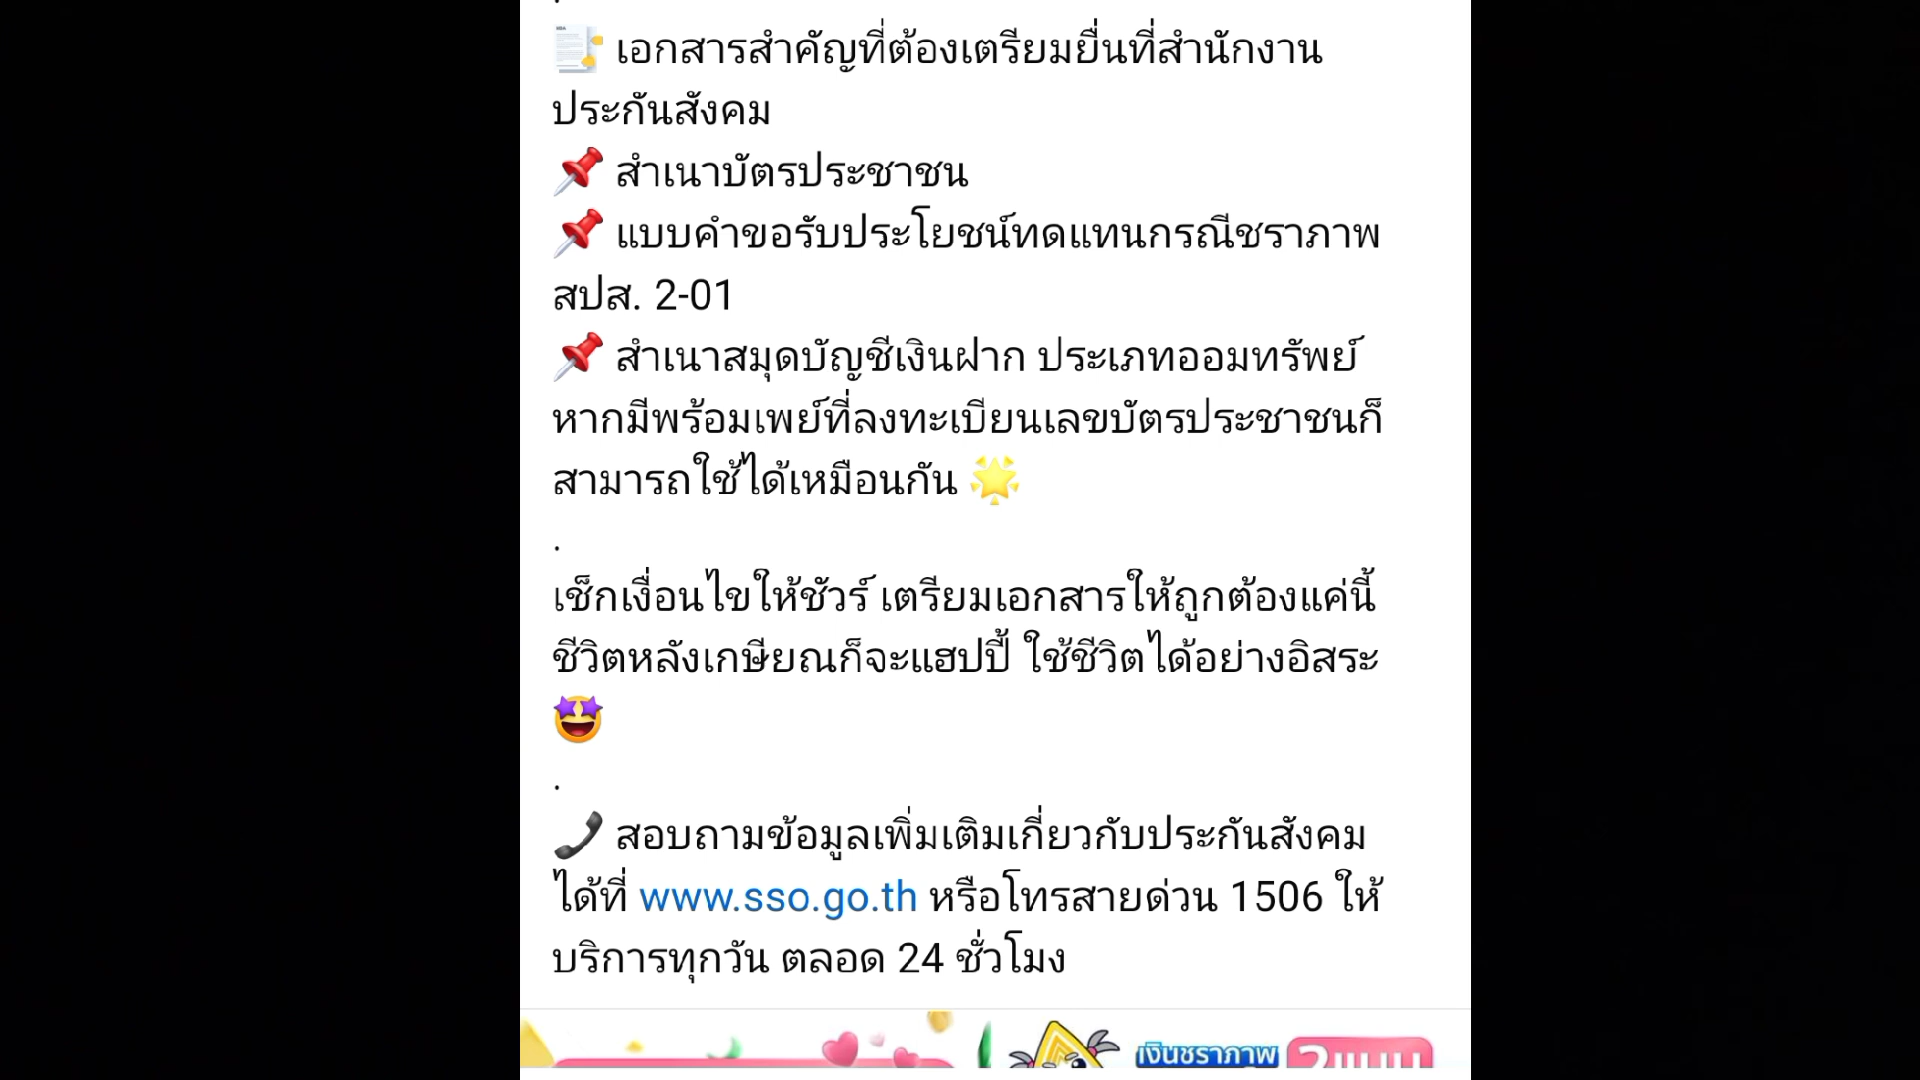 เอกสารสำคัญที่ต้องเตรียมยื่นที่สำนักงาน
ประกันสังคม
สำเนาบัตรประชาชน
แบบคำขอรับประโยชน์ทดแทนกรณีชราภาพ
สปส. 2-01
สำเนาสมุดบัญชีเงินฝาก ประเภทออมทรัพย์
หากมีพร้อมเพย์ที่ลงทะเบียนเลขบัตรประชาชนก็
สามารถใช้ได้เหมือนกัน
.
เช็กเงื่อนไขให้ชัวร์ เตรียมเอกสารให้ถูกต้องแค่นี้
ชีวิตหลังเกษียณก็จะแฮปปี้ ใช้ชีวิตได้อย่างอิสระ
.
สอบถามข้อมูลเพิ่มเติมเกี่ยวกับประกันสังคม
ได้ที่ www.sso.go.th หรือโทรสายด่วน 1506 ให้
บริการทุกวัน ตลอด 24 ชั่วโมง
เงินชราภาพ